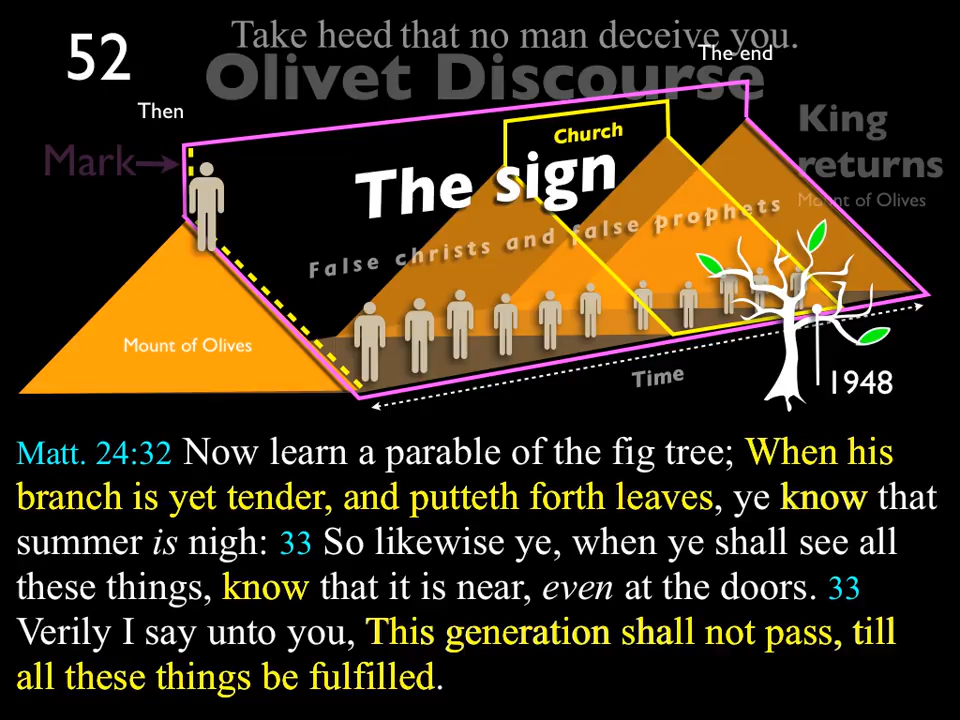 Take heed that no man deceive you.
52
Olivet Discourse
The end
Then
Church
King
returns
Mount of Olives
Mark
The sign
False christs and false prophets
Mount of Olives
Time
1948
Matt. 24:32 Now learn a parable of the fig tree; When his
branch is yet tender, and putteth forth leaves, ye know that
summer is nigh: 33 So likewise ye, when ye shall see all
these things, know that it is near, even at the doors. 33
Verily I say unto you, This generation shall not pass, till
all these things be fulfilled.